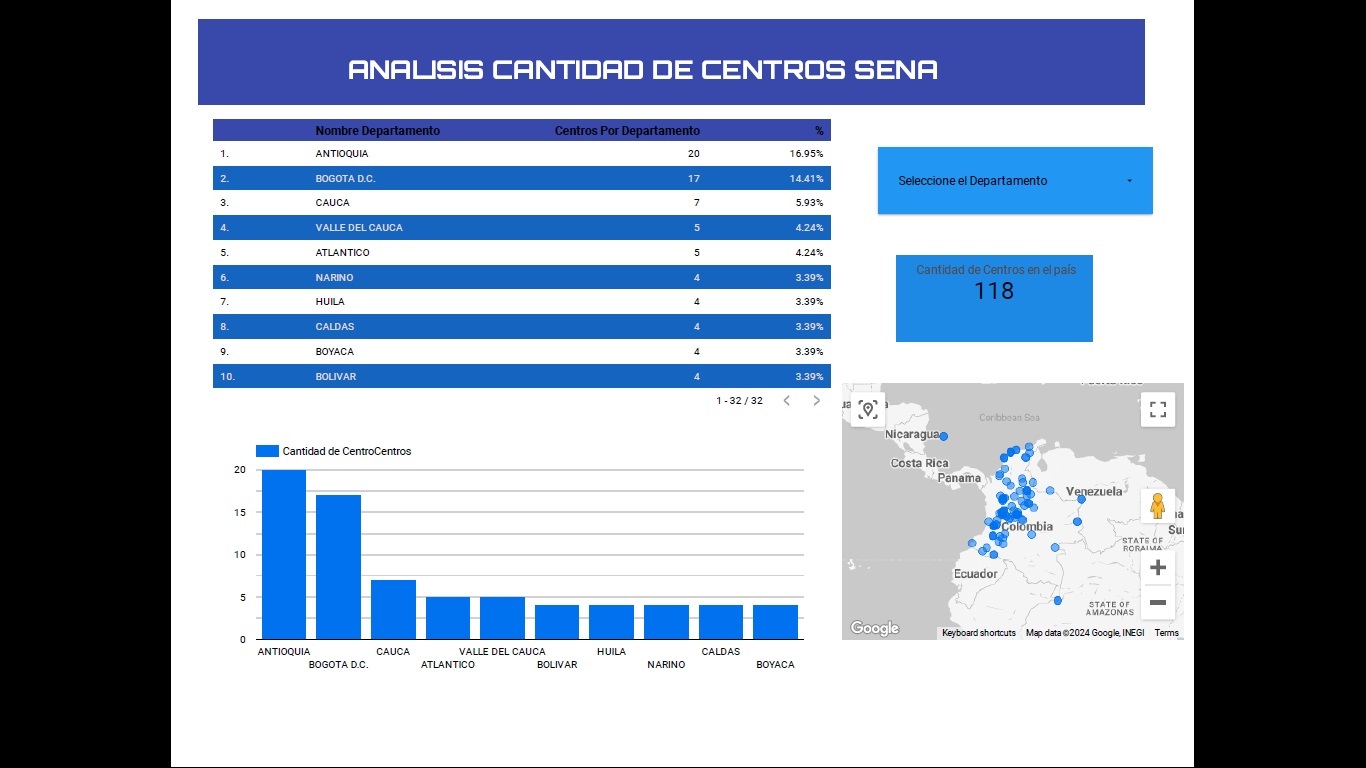 ANALISIS CANTIDAD DE CENTROS SENA
Nombre Departamento Centros Por Departamento %
1. ANTIOQUIA 20 16.95%
2. BOGOTA D.C. 17 14.41%
3. CAUCA 7 5.93%
4. VALLE DEL CAUCA 5 4.24%
5. ATLANTICO 5 4.24%
6. NARINO 4 3.39%
7. HUILA 4 3.39%
8. CALDAS 4 3.39%
9. BOYACA 4 3.39%
10. BOLIVAR 4 3.39%
1 - 32 / 32
Seleccione el Departamento
Cantidad de Centros en el país
118
Cantidad de CentroCentros
20
15
10
5
0
ANTIOQUIA CAUCA VALLE DEL CAUCA HUILA CALDAS
BOGOTA D.C. ATLANTICO BOLIVAR NARINO BOYACA
Caribbean Sea
Nicaragua
Costa Rica
Panama
Venezuela
Colombia
STATE OF
RORAIMA
Ecuador
STATE OF
AMAZONAS
Google
Keyboard shortcuts Map data ©2024 Google, INEGI Terms